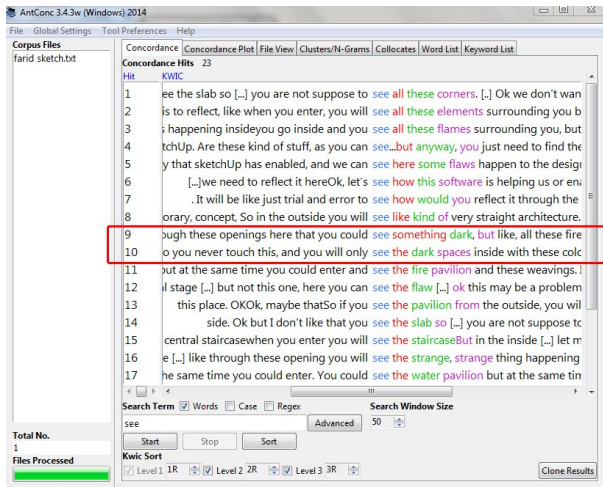 AntConc 3.4.3w (Windows) 2014
File Global Settings Tool Preferences Help
Corpus Files
farid sketch.txt
Concordance Concordance Plot File View Clusters/N-Grams Collocates Word List Keyword List
Concordance Hits 23
Hit KWIC
1 ee the slab so [...] you are not suppose to see all these corners. [..] Ok we don't wan
2 is to reflect, like when you enter, you will see all these elements surrounding you b
3 s happening insideyou go inside and you see all these flames surrounding you, but
4 tchUp. Are these kind of stuff, as you can see...but anyway, you just need to find the
5 y that sketchUp has enabled, and we can see here some flaws happen to the desig
6 [...]we need to reflect it hereOk, let's see how this software is helping us or ena
7 . It will be like just trial and error to see how would you reflect it through the
8 orary, concept, So in the outside you will see like kind of very straight architecture.
9 ough these openings here that you could see something dark, but like, all these fire
10 o you never touch this, and you will only see the dark spaces inside with these colo
11 out at the same time you could enter and see the fire pavilion and these weavings.
12 l stage [...] but not this one, here you can see the flaw [...] ok this may be a problem
13 this place. OKOk, maybe thatSo if you see the pavilion from the outside, you wil
14 side. Ok but I don't like that you see the slab so [...] you are not suppose to
15 central staircasewhen you enter you will see the staircaseBut in the inside [...] let m
16 e [...] like through these opening you will see the strange, strange thing happening
17 he same time you could enter. You could see the water pavilion but at the same tim
Search Term Words Case Regex Search Window Size
see Advanced 50
Start Stop Sort
Total No.
1
Files Processed
Kwic Sort
Level 1 1R Level 2 2R Level 3 3R Clone Results